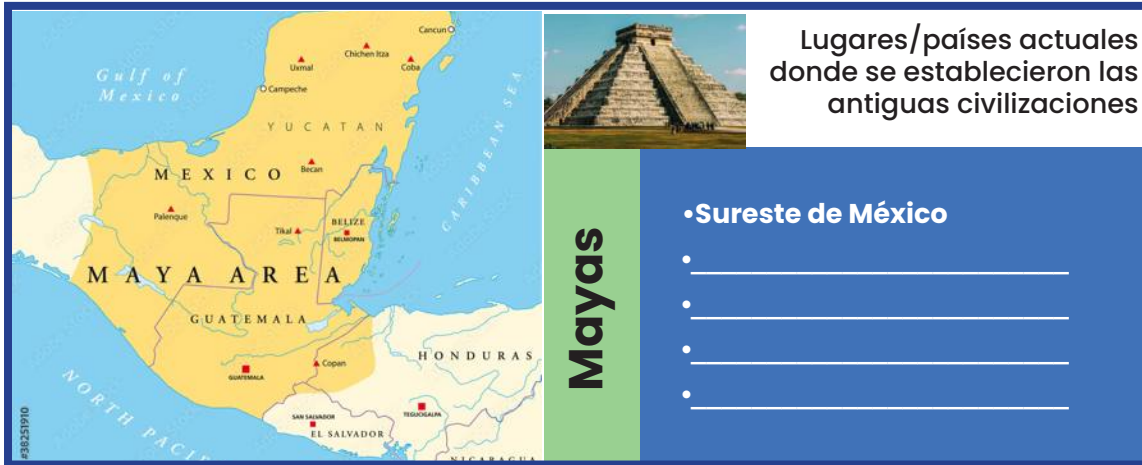 Cancun
Chichen Itza
Uxmal
Coba
Gulf of
Mexico
Campeche
YUCATAN
CARIBBEAN SEA
MEXICO
Becan
Palenque
Tikal
BELIZE
BELMOPAN
MAYA AREA
GUATEMALA
HONDURAS
Copan
GUATEMALA
NORTH PACIF
SAN SALVADOR
TEGUCIGALPA
EL SALVADOR
NICARAGUA
#38251910
Lugares/países actuales
donde se establecieron las
antiguas civilizaciones
Mayas
•Sureste de México
•
•
•
•